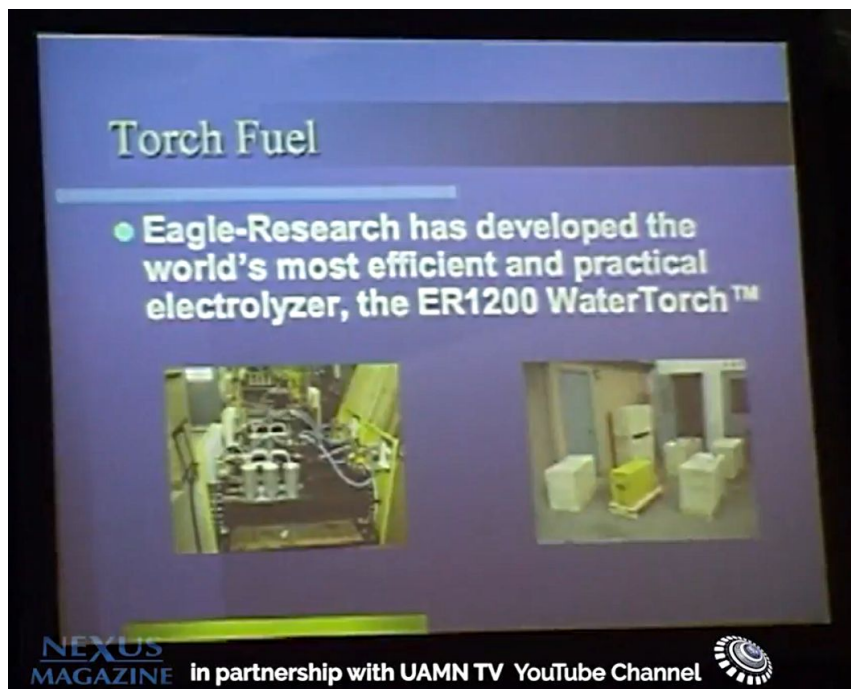 Torch Fuel
Eagle-Research has developed the
world's most efficient and practical
electrolyzer, the ER1200 WaterTorch™
NEXUS
MAGAZINE in partnership with UAMN TV YouTube Channel